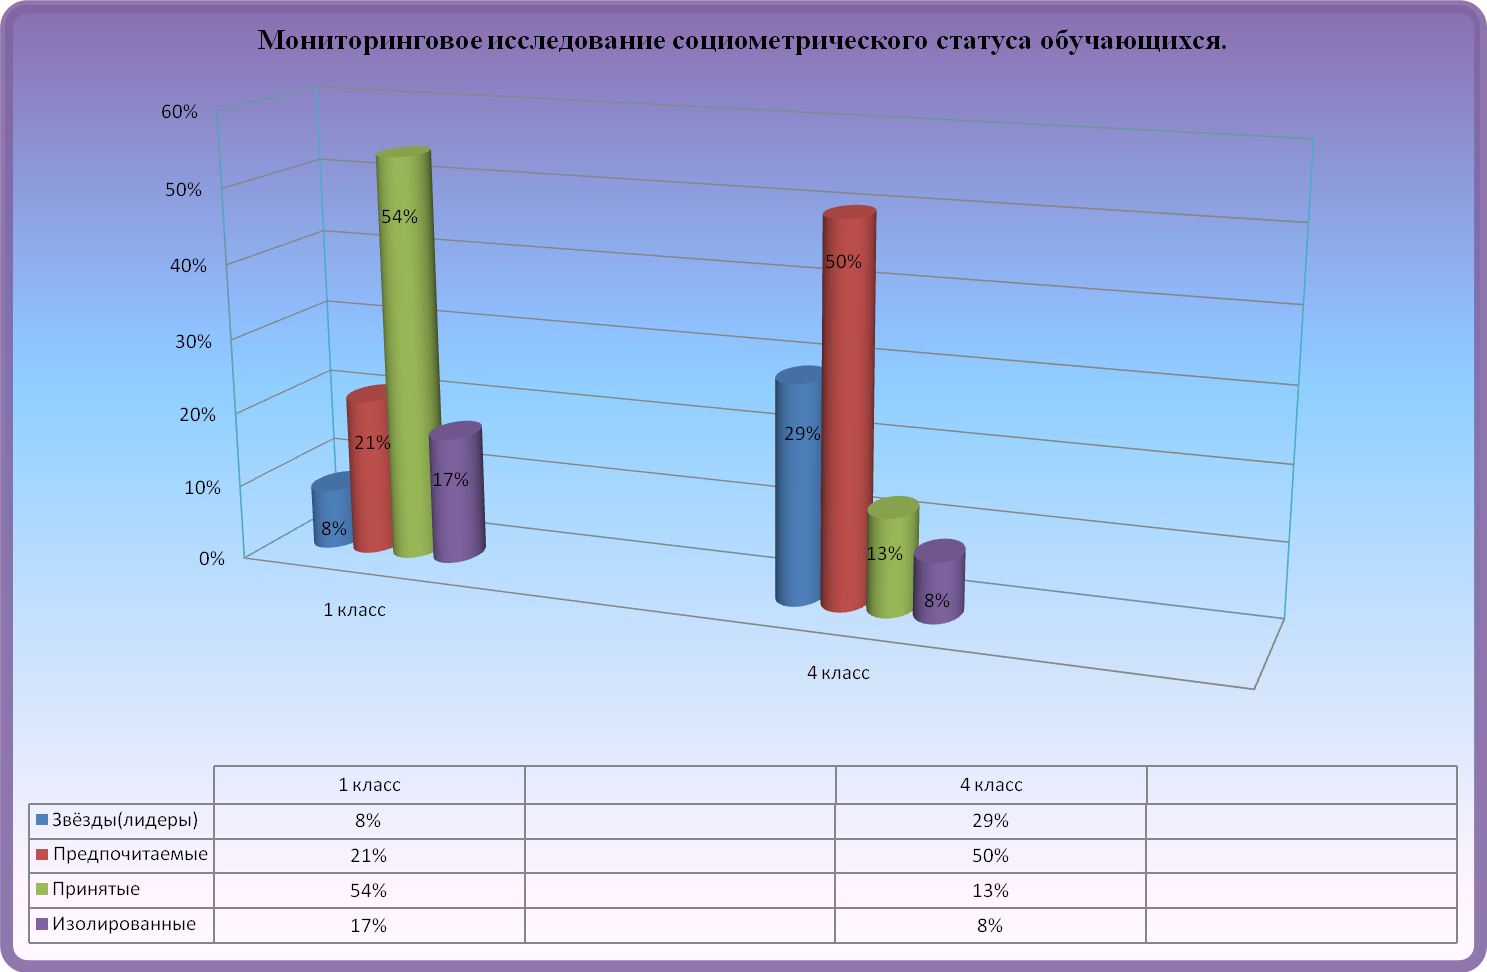 Мониторинговое исследование социометрического статуса обучающихся.
60%
50%
40%
30%
20%
10%
0%
8%
21%
54%
17%
29%
50%
13%
8%
1 класс
4 класс
1 класс 4 класс
Звёзды(лидеры) 8% 29%
Предпочитаемые 21% 50%
Принятые 54% 13%
Изолированные 17% 8%